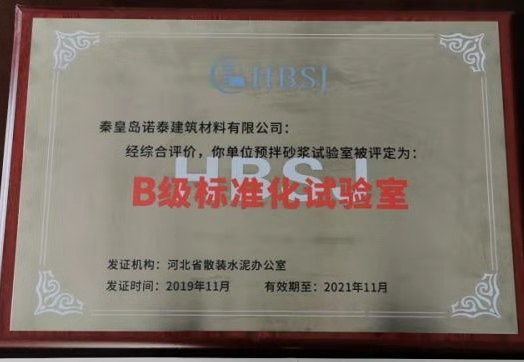 HBSJ
秦皇岛诺泰建筑材料有限公司：
经综合评价，你单位预拌砂浆试验室被评定为：
HBSJ
B级标准化试验室
发证机构：河北省散装水泥办公室
发证时间：2019年11月 有效期至：2021年11月